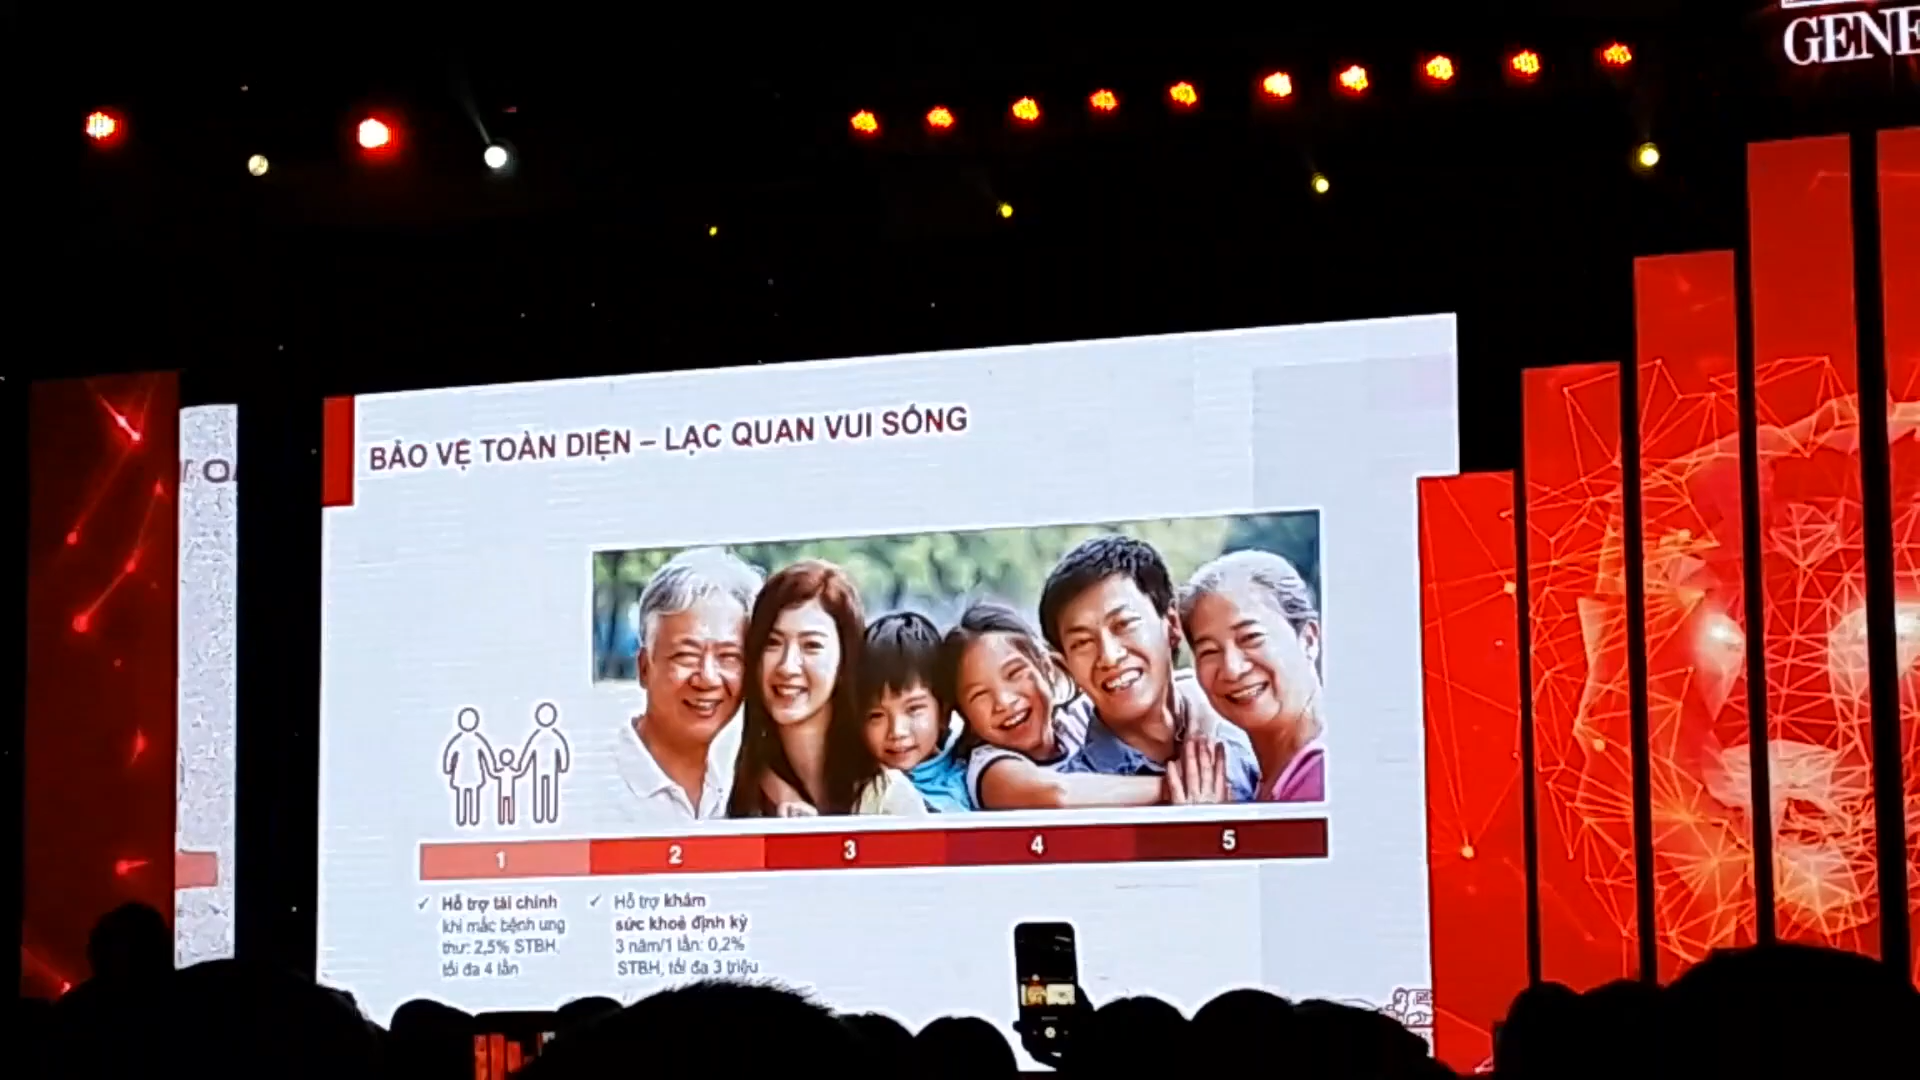 GENE
BẢO VỆ TOÀN DIỆN – LẠC QUAN VUI SỐNG
1 2 3 4 5
✓ Hỗ trợ tài chính
khi mắc bệnh ung
thư: 2,5% STBH,
tối đa 4 lần
✓ Hỗ trợ khám
sức khoẻ định kỳ
3 năm/1 lần: 0,2%
STBH, tối đa 3 triệu